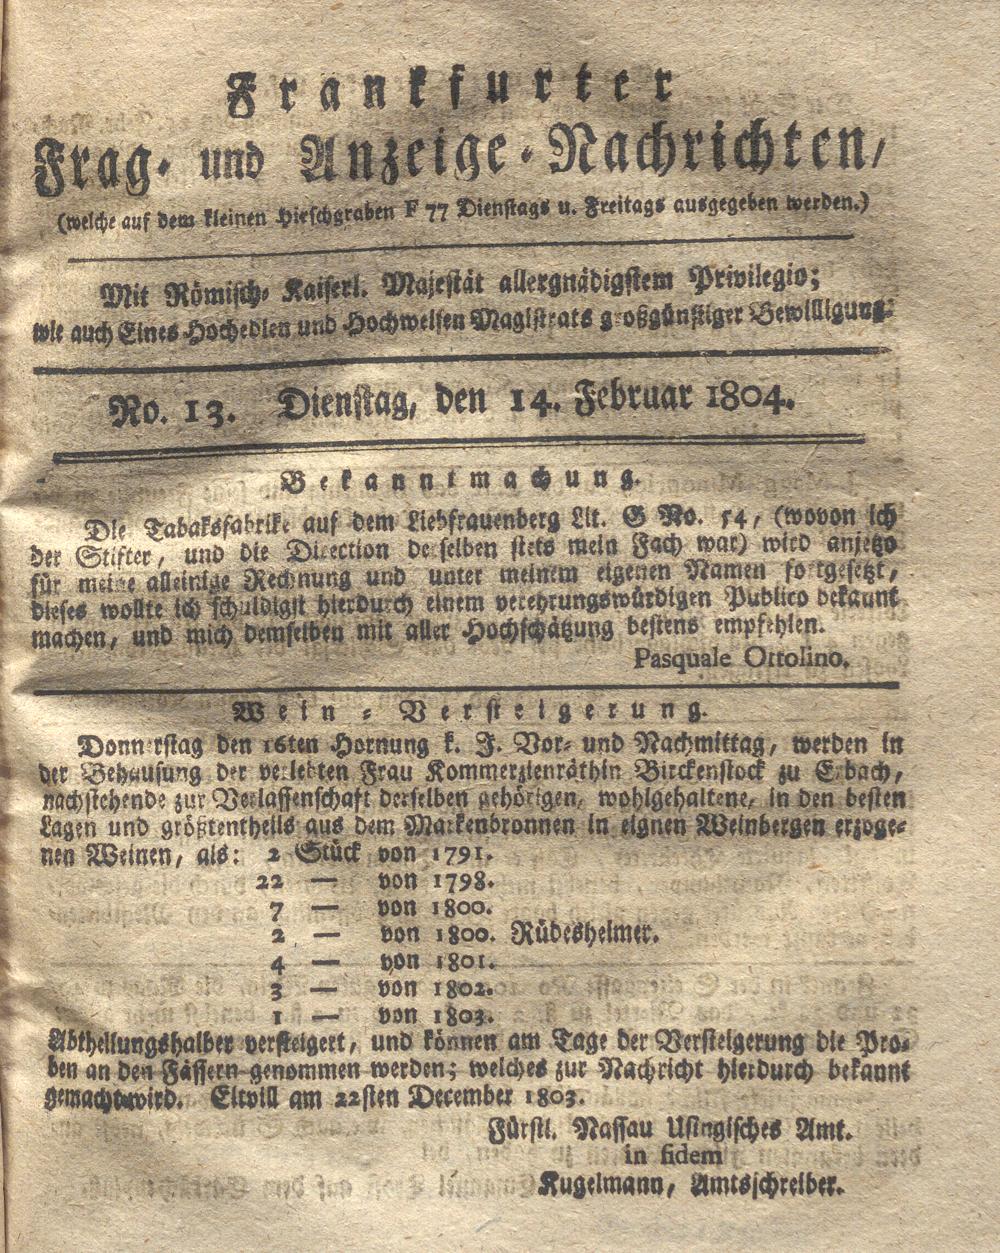 Frankfurter
Frag- und Anzeige-Nachrichten,
(welche auf dem kleinen Hirschgraben F 77 Dienstags u. Freitags ausgegeben werden.)
Mit Römisch- Kaiserl. Majestät allergnädigstem Privilegio;
wie auch Eines Hochedlen und Hochweisen Magistrats großgünstiger Bewilligung.
No. 13. Dienstag, den 14. Februar 1804.
Bekanntmachung.
Die Tabaksfabrike auf dem Liebfrauenberg Lit. G No. 54, (wovon ich
der Stifter, und die Direction derselben stets mein Fach war) wird anjetzo
für meine alleinige Rechnung und unter meinem eigenen Namen fortgesetzt,
dieses wollte ich schuldigst hierdurch einem verehrungswürdigen Publico bekannt
machen, und mich demselben mit aller Hochschätzung bestens empfehlen.
Pasquale Ottolino.
Wein-Versteigerung.
Donnerstag den 16ten Hornung k. J. Vor- und Nachmittag, werden in
der Behausung der verlebten Frau Kommerzienräthin Birckenstock zu Erbach,
nachstehende zur Verlassenschaft derselben gehörigen, wohlgehaltene, in den besten
Lagen und größtentheils aus dem Markenbronnen in eignen Weinbergen erzoge-
nen Weinen, als: 2 Stück von 1791.
22 — von 1798.
7 — von 1800.
2 — von 1800. Rüdesheimer.
4 — von 1801.
3 — von 1802.
1 — von 1803.
Abtheilungshalber versteigert, und können am Tage der Versteigerung die Pro-
ben an den Fässern genommen werden; welches zur Nachricht hierdurch bekannt
gemacht wird. Eltvill am 22sten December 1803.
Fürstl. Nassau Usingisches Amt.
in fidem
Kugelmann, Amtsschreiber.